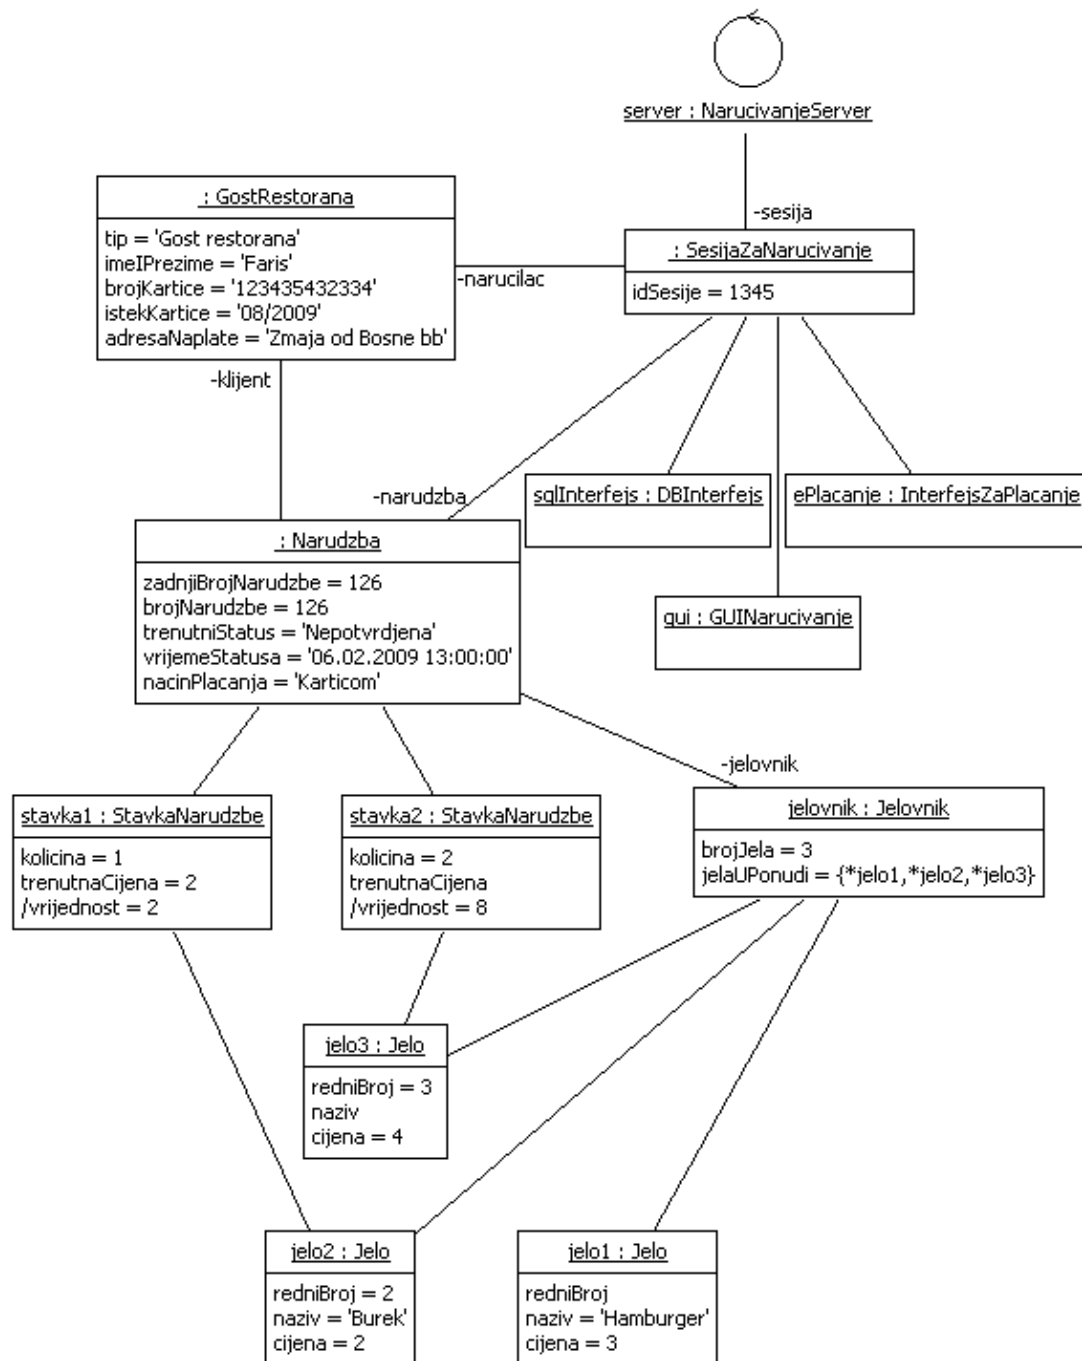 server : NarucivanjeServer
-sesija
: GostRestorana
tip = 'Gost restorana'
imeIPrezime = 'Faris'
brojKartice = '123435432334'
istekKartice = '08/2009'
adresaNaplate = 'Zmaja od Bosne bb'
: SesijaZaNarucivanje
idSesije = 1345
-narucilac
-klijent
-narudzba
sqlInterfejs : DBInterfejs
ePlacanje : InterfejsZaPlacanje
: Narudzba
zadnjiBrojNarudzbe = 126
brojNarudzbe = 126
trenutniStatus = 'Nepotvrdjena'
vrijemeStatusa = '06.02.2009 13:00:00'
nacinPlacanja = 'Karticom'
gui : GUINarucivanje
-jelovnik
stavka1 : StavkaNarudzbe
kolicina = 1
trenutnaCijena = 2
/vrijednost = 2
stavka2 : StavkaNarudzbe
kolicina = 2
trenutnaCijena
/vrijednost = 8
jelovnik : Jelovnik
brojJela = 3
jelaUPonudi = {*jelo1,*jelo2,*jelo3}
jelo3 : Jelo
redniBroj = 3
naziv
cijena = 4
jelo2 : Jelo
redniBroj = 2
naziv = 'Burek'
cijena = 2
jelo1 : Jelo
redniBroj
naziv = 'Hamburger'
cijena = 3